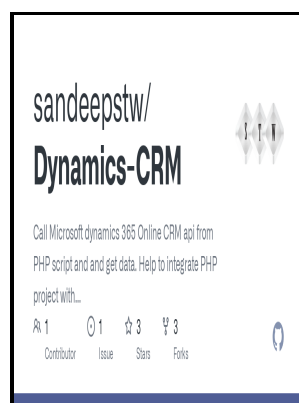 sandeepstw/
S T W
Dynamics-CRM
Call Microsoft dynamics 365 Online CRM api from
PHP script and and get data. Help to integrate PHP
project with...
1 1 3 3
Contributor Issue Stars Forks